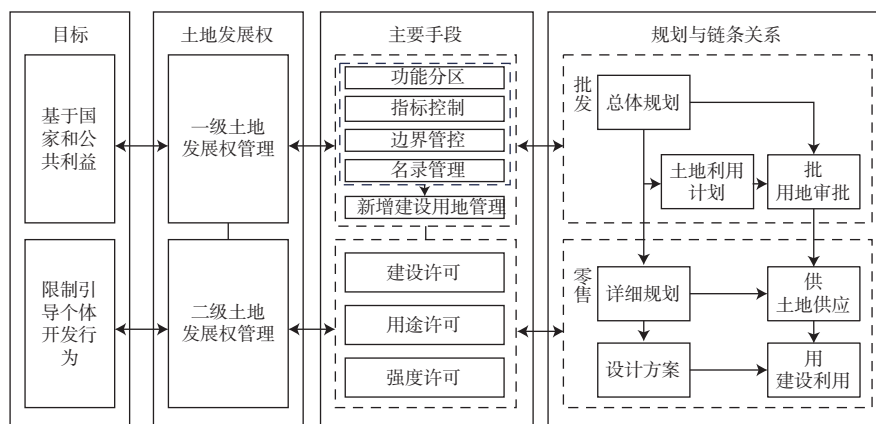 目标
基于国
家和公
共利益
限制引
导个体
开发行
为
土地发展权
一级土地
发展权管理
二级土地
发展权管理
主要手段
功能分区
指标控制
边界管控
名录管理
新增建设用地管理
建设许可
用途许可
强度许可
规划与链条关系
批发
总体规划
土地利用
计划
批
用地审批
零售
详细规划
供
土地供应
设计方案
用
建设利用